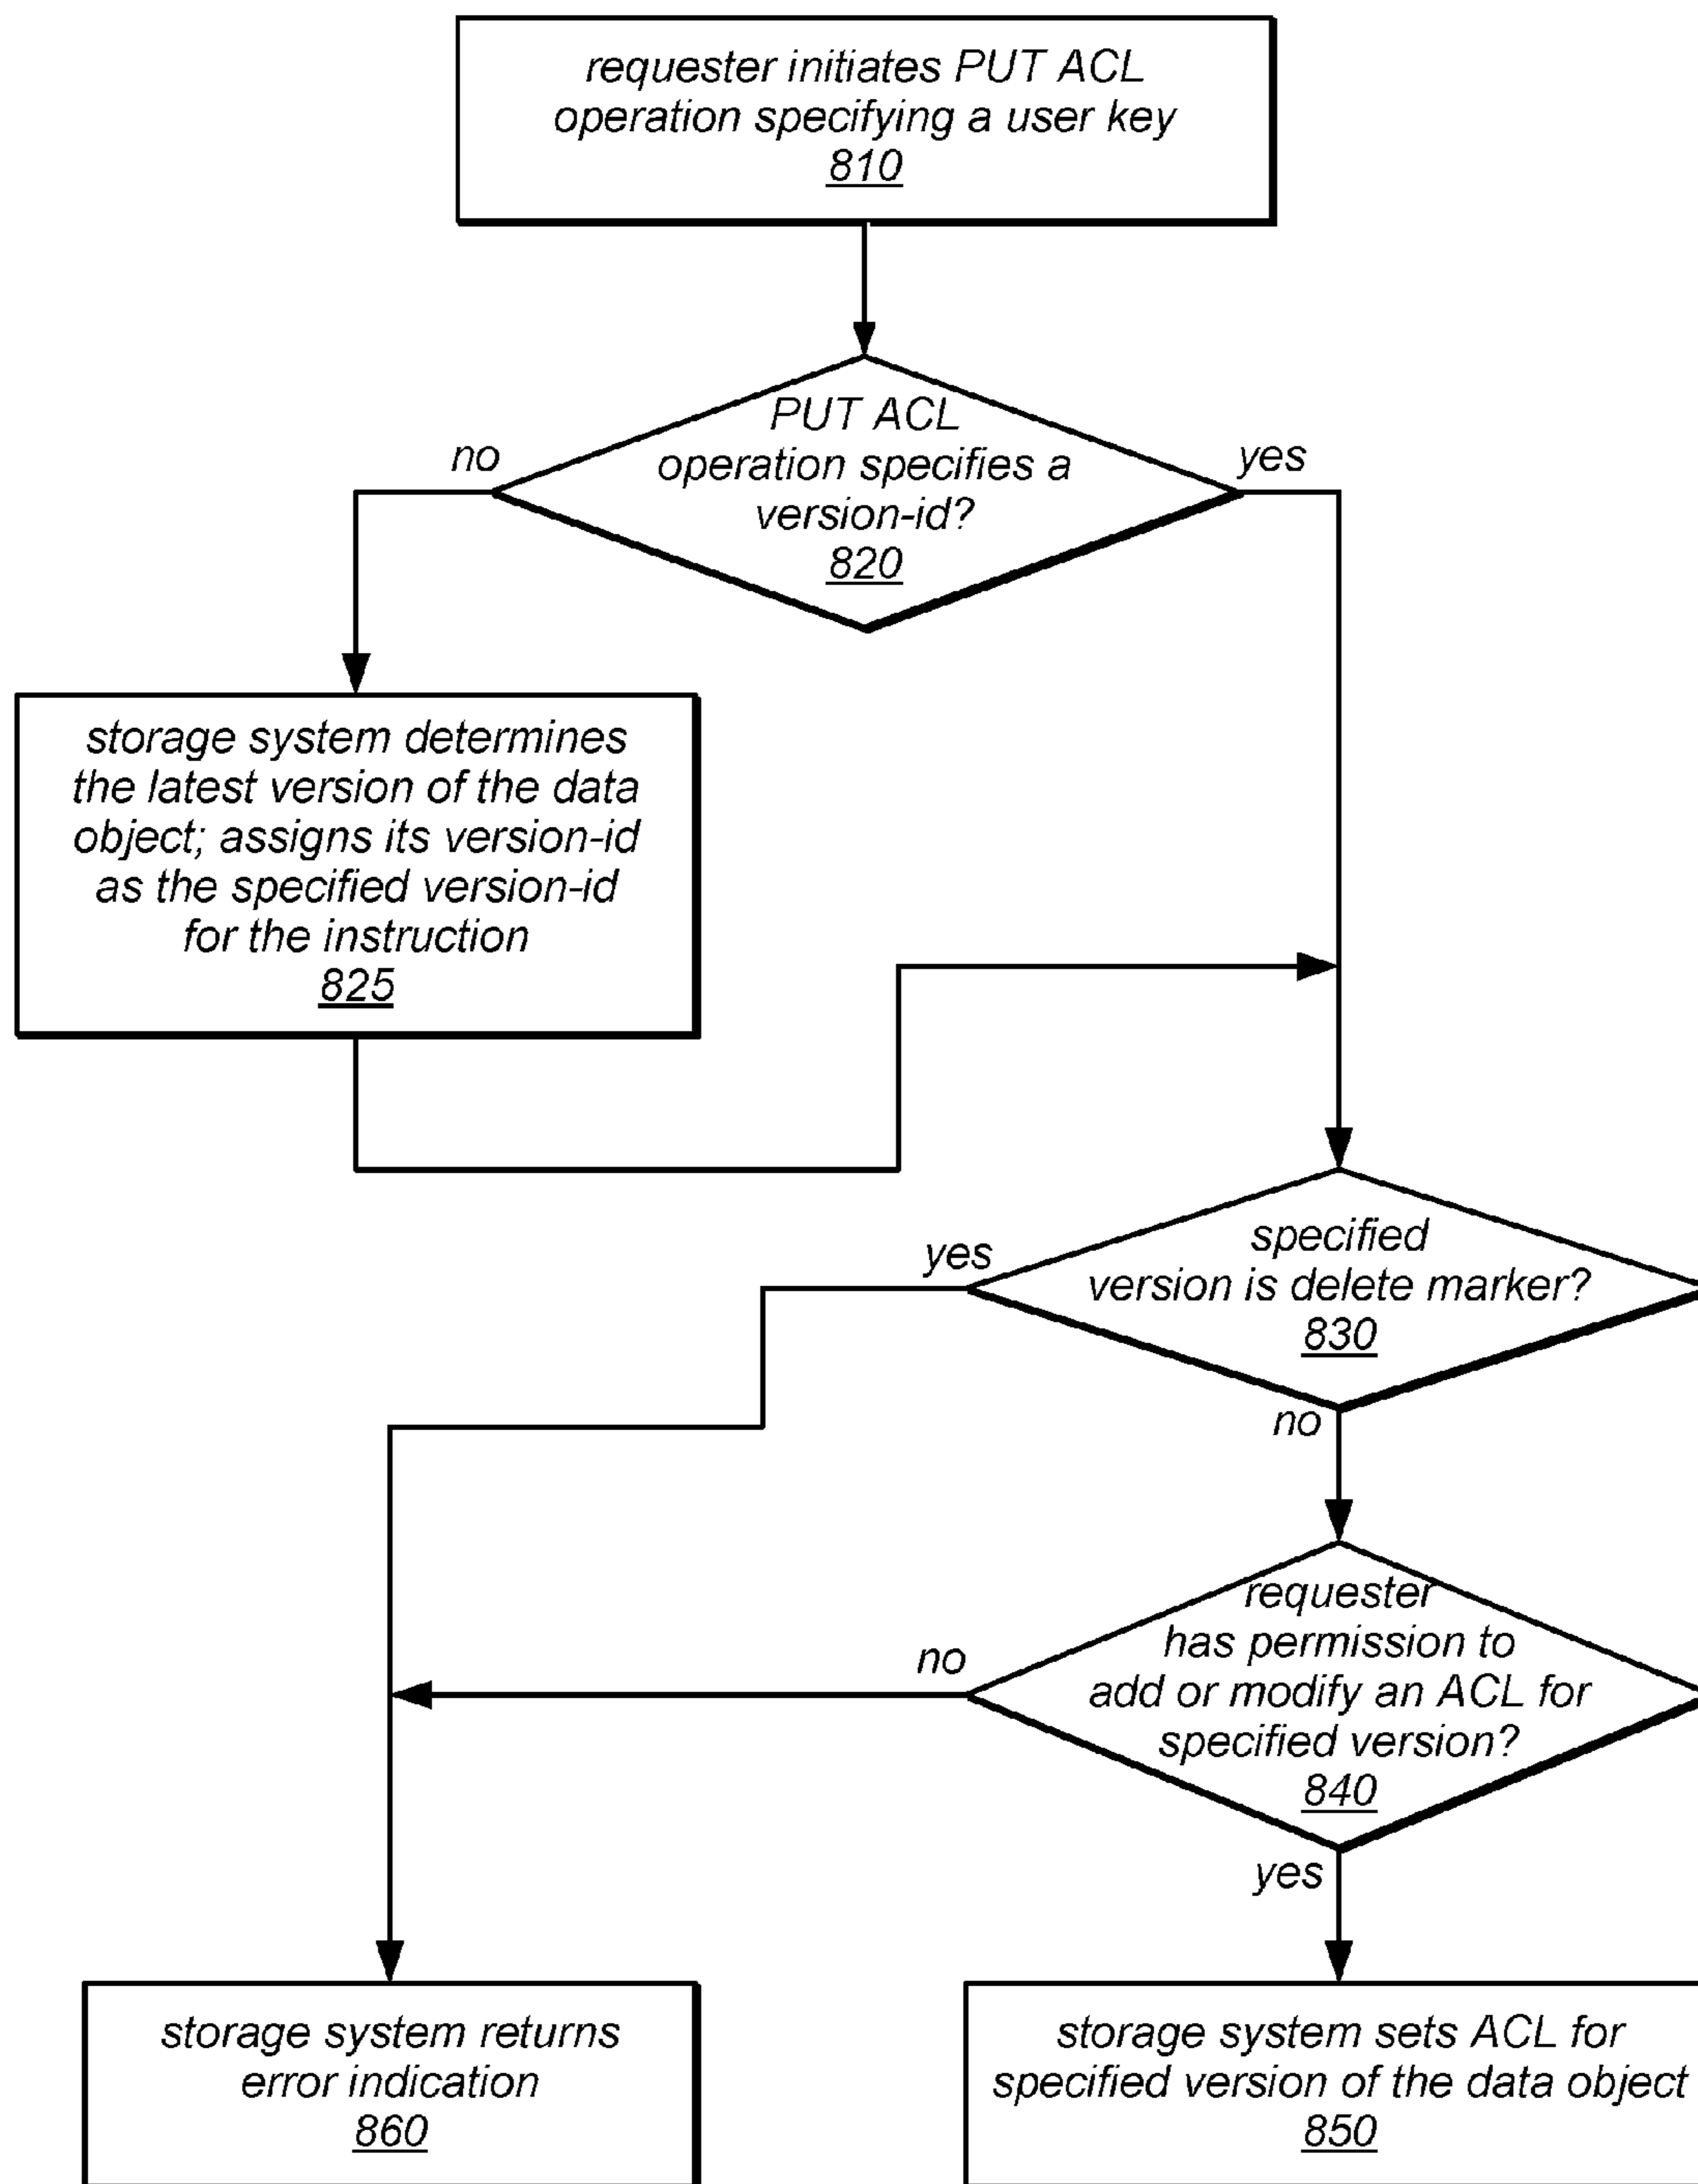 requester initiates PUT ACL
operation specifying a user key
810
PUT ACL
operation specifies a
version-id?
820
no
yes
storage system determines
the latest version of the data
object; assigns its version-id
as the specified version-id
for the instruction
825
specified
version is delete marker?
830
yes
no
requester
has permission to
add or modify an ACL for
specified version?
840
no
yes
storage system returns
error indication
860
storage system sets ACL for
specified version of the data object
850